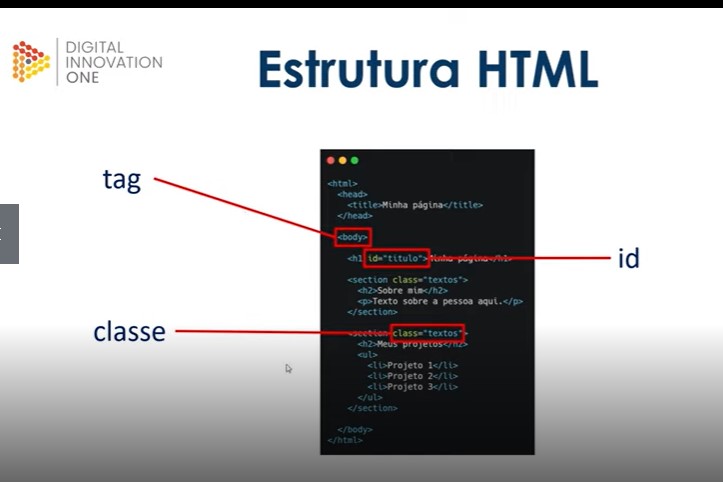 DIGITAL
INNOVATION
ONE
Estrutura HTML
tag
id
classe
<html>
<head>
<title>Minha página</title>
</head>
<body>
<h1 id="titulo">Minha página</h1>
<section class="textos">
<h2>Sobre mim</h2>
<p>Texto sobre a pessoa aqui.</p>
</section>
<section class="textos">
<h2>Meus projetos</h2>
<ul>
<li>Projeto 1</li>
<li>Projeto 2</li>
<li>Projeto 3</li>
</ul>
</section>
</body>
</html>